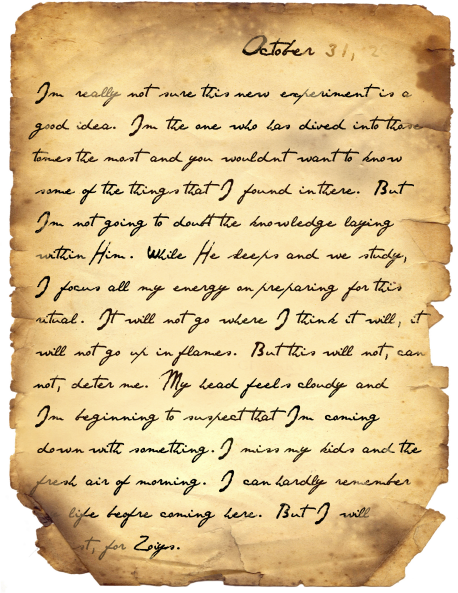 October 31,
Im really not sure this new experiment is a
good idea. Im the one who has dived into those
tomes the most and you wouldnt want to know
some of the things that I found in there. But
Im not going to doubt the knowledge laying
within Him. While He sleeps and we study,
I focus all my energy on preparing for this
ritual. It will not go where I think it will, it
will not go up in flames. But this will not, can
not, deter me. My head feels cloudy and
Im beginning to suspect that Im coming
down with something. I miss my kids and the
fresh air of morning. I can hardly remember
life beofre coming here. But I will
for